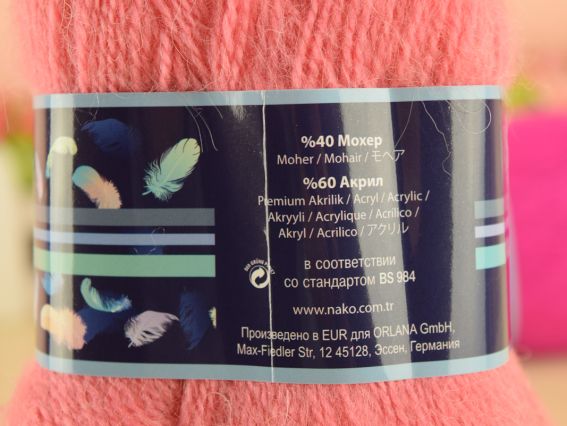 %40 Мохер
Moher / Mohair / モヘア
%60 Акрил
Premium Akrilik / Acryl / Acrylic /
Akryyli / Acrylique / Acrilico /
Akryl / Acrilico / アクリル
в соответствии
со стандартом BS 984
www.nako.com.tr
Произведено в EUR для ORLANA GmbH,
Max-Fiedler Str, 12 45128, Эссен, Германия